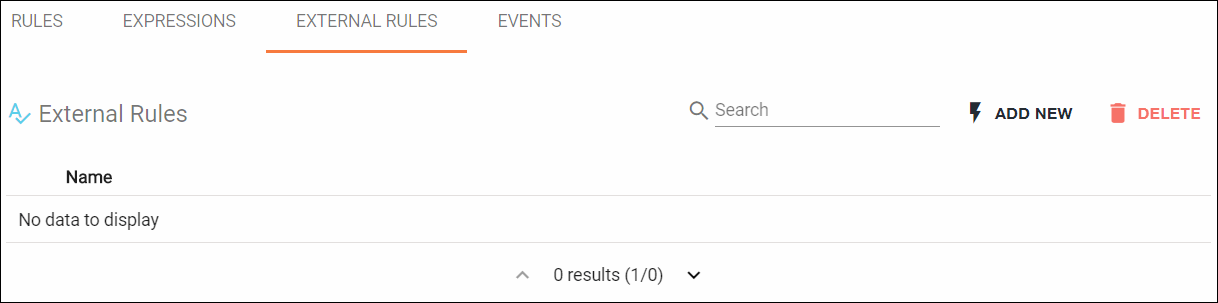 RULES EXPRESSIONS EXTERNAL RULES EVENTS
External Rules Search ADD NEW DELETE
Name
No data to display
0 results (1/0)